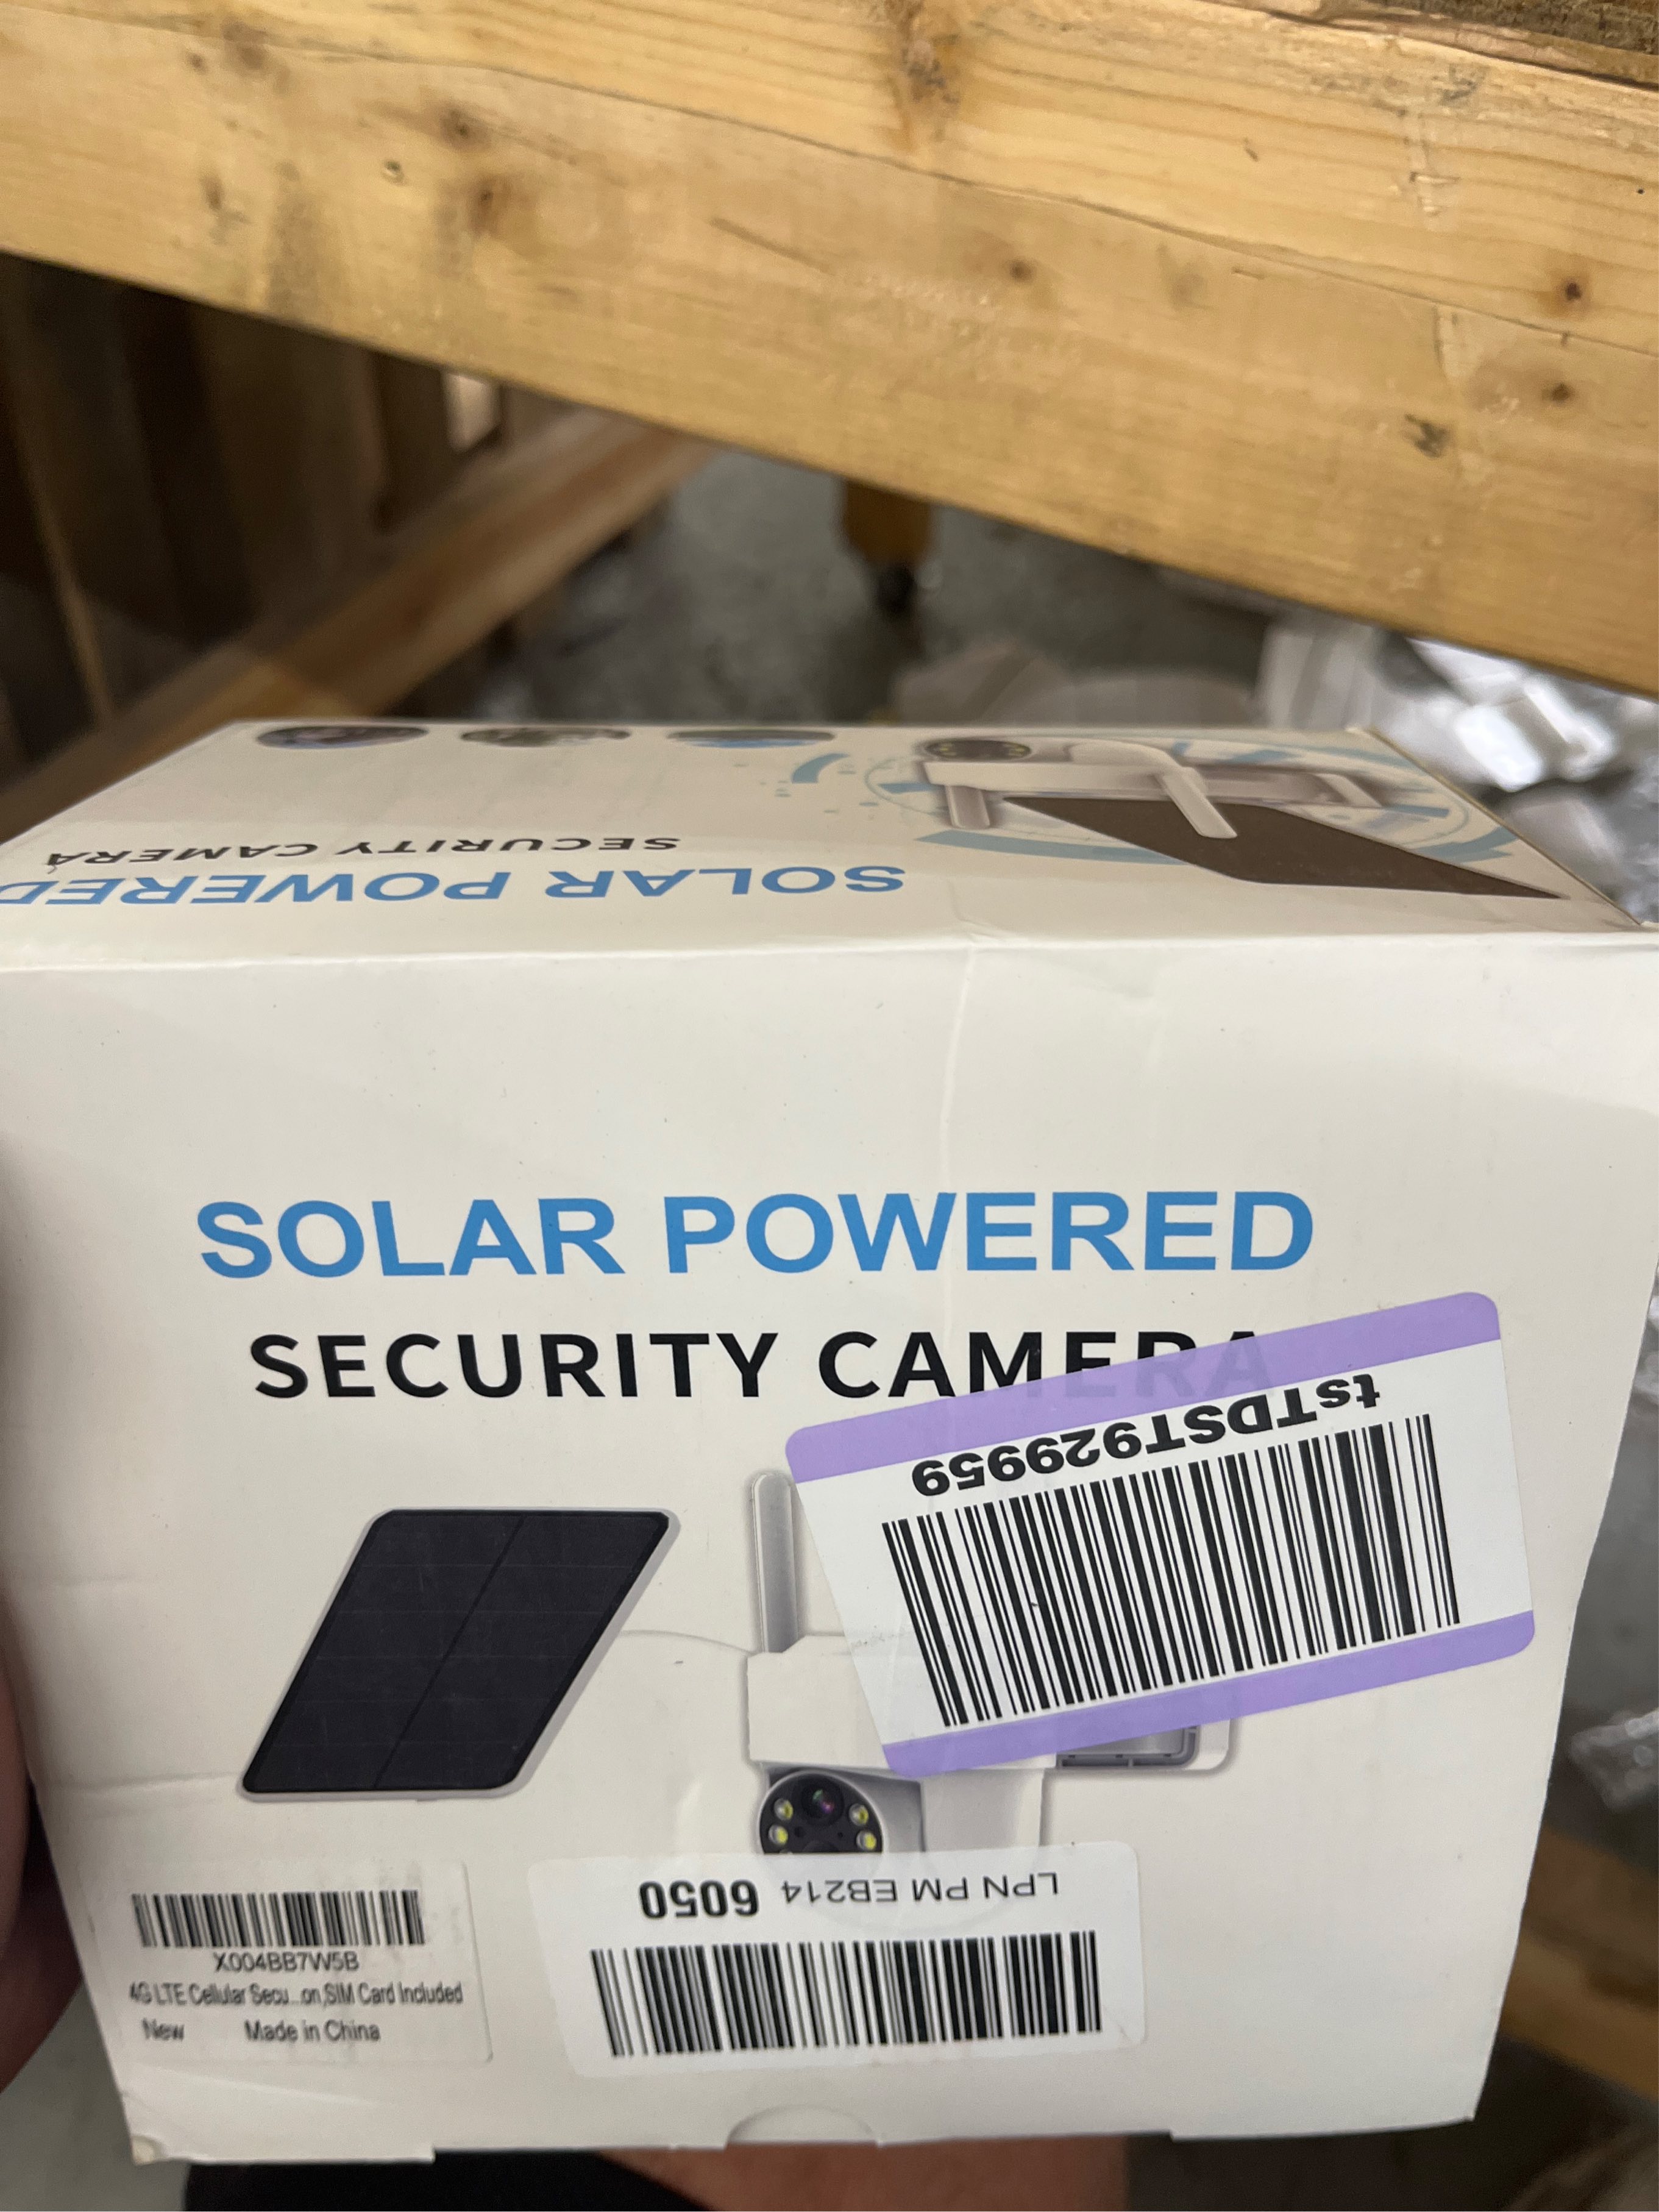 SECURITY CAMERA
SOLAR POWERED
SOLAR POWERED
SECURITY CAMERA
tsTDST929959
LPN PM EB214 6050
X004BB7W5B
4G LTE Cellular Secu...on,SIM Card Included
New Made in China